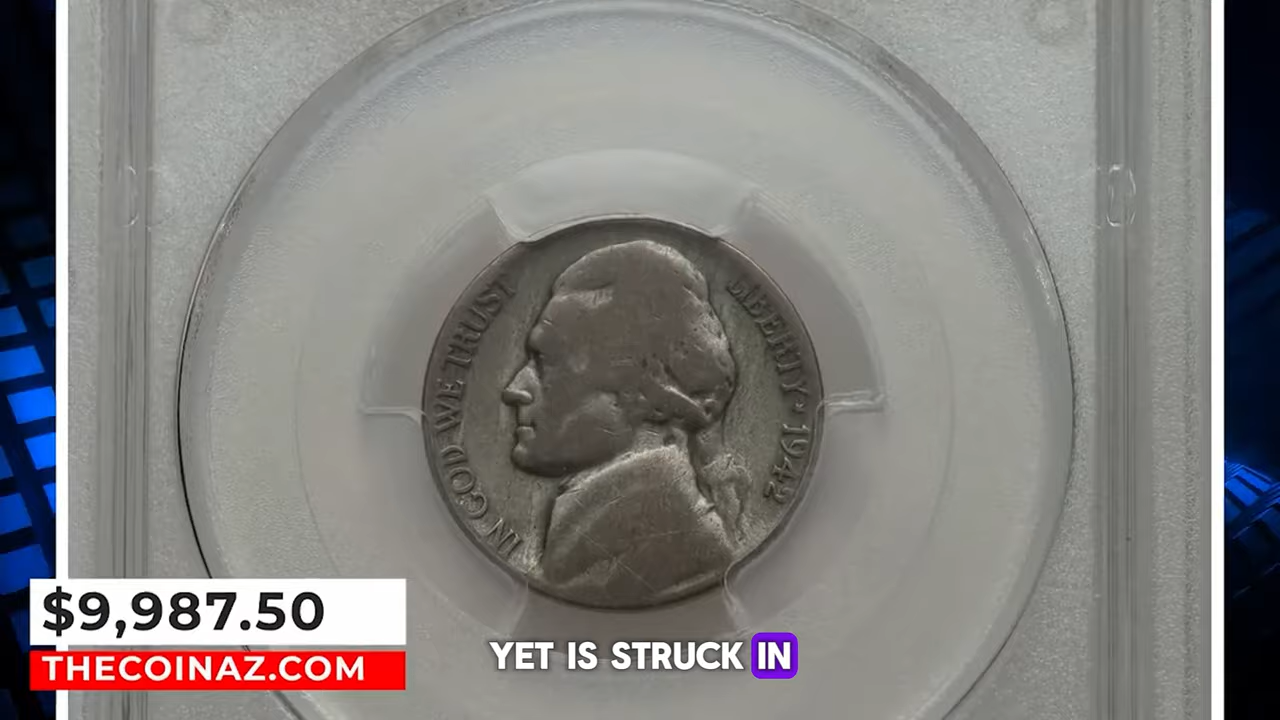 IN GOD WE TRUST
LIBERTY · 1942
$9,987.50
THECOINAZ.COM
YET IS STRUCK IN